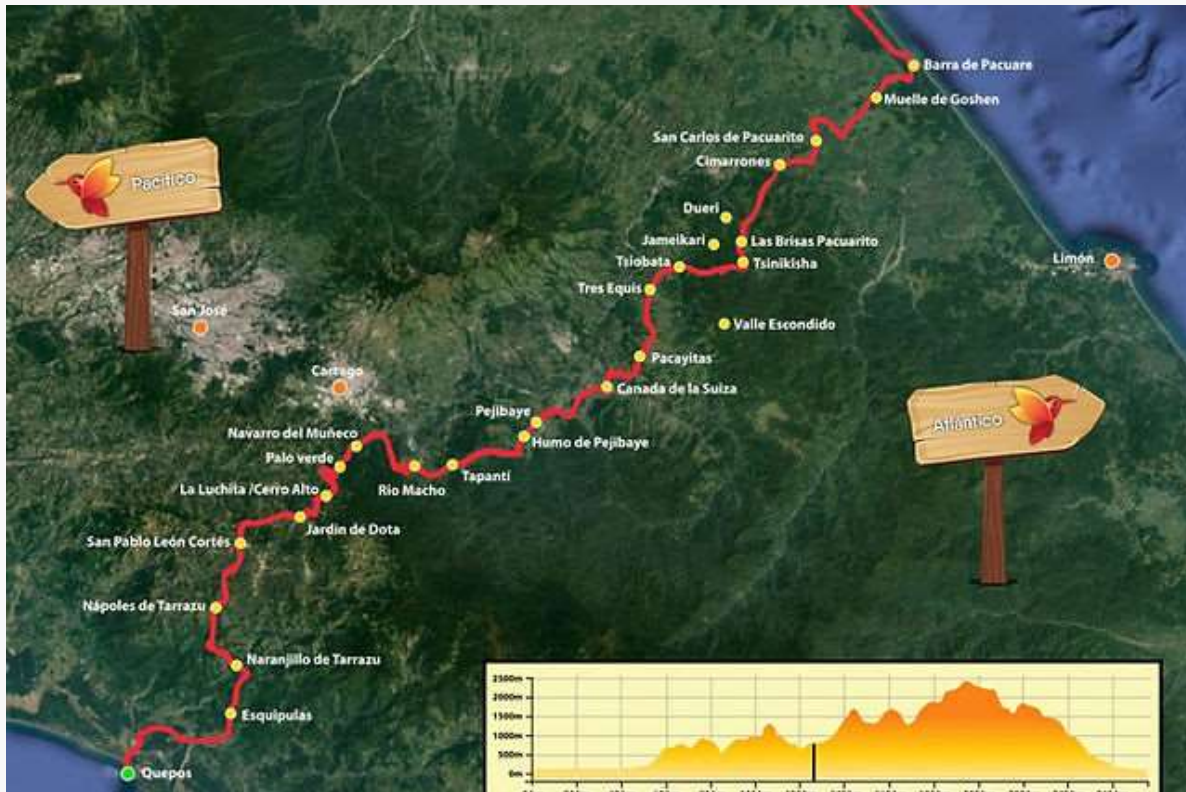 Barra de Pacuare
Muelle de Goshen
San Carlos de Pacuarito
Cimarrones
Pacífico
Dueri
Jameikari
Las Brisas Pacuarito
Tsiobata
Tsinikisha
Limón
Tres Equis
San José
Valle Escondido
Pacayitas
Cartago
Canada de la Suiza
Pejibaye
Atlántico
Navarro del Muñeco
Humo de Pejibaye
Palo verde
Tapantí
La Luchita /Cerro Alto
Río Macho
Jardín de Dota
San Pablo León Cortés
Nápoles de Tarrazu
Naranjillo de Tarrazu
2500m
2000m
1500m
Esquipulas
1000m
500m
0m
Quepos